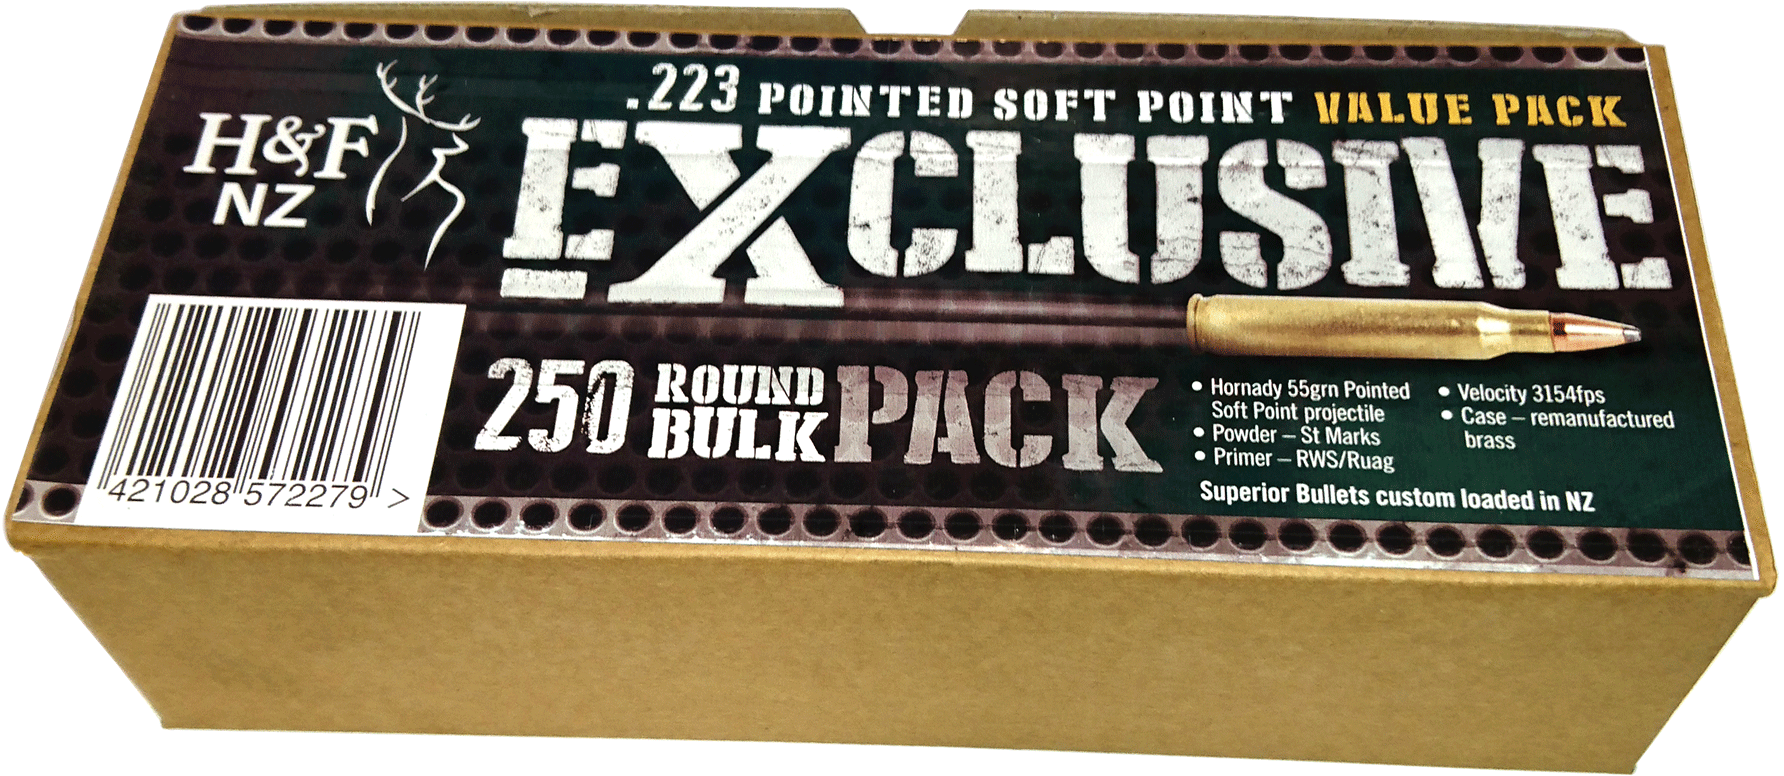 .223 POINTED SOFT POINT VALUE PACK
H&F
NZ
EXCLUSIVE
250 ROUND
BULK
PACK
• Hornady 55grn Pointed
Soft Point projectile
• Powder – St Marks
• Primer – RWS/Ruag
• Velocity 3154fps
• Case – remanufactured
brass
Superior Bullets custom loaded in NZ
421028 572279 >